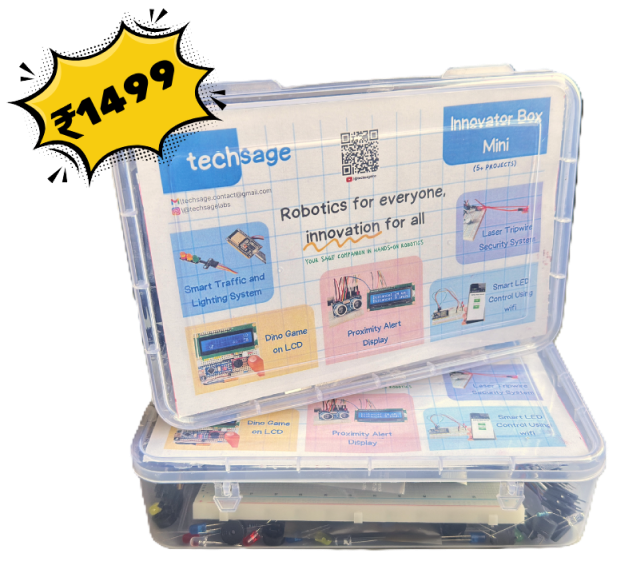 ₹1499
techsage
techsage.contact@gmail.com
@techsagelabs
Innovator Box
Mini
(5+ PROJECTS)
Robotics for everyone,
innovation for all
YOUR SAGE COMPANION IN HANDS-ON ROBOTICS
Smart Traffic and
Lighting System
Laser Tripwire
Security System
Dino Game
on LCD
Proximity Alert
Display
Smart LED
Control Using
wifi
Laser Tripwire
Security System
Dino Game
on LCD
Proximity Alert
Display
Smart LED
Control Using
wifi